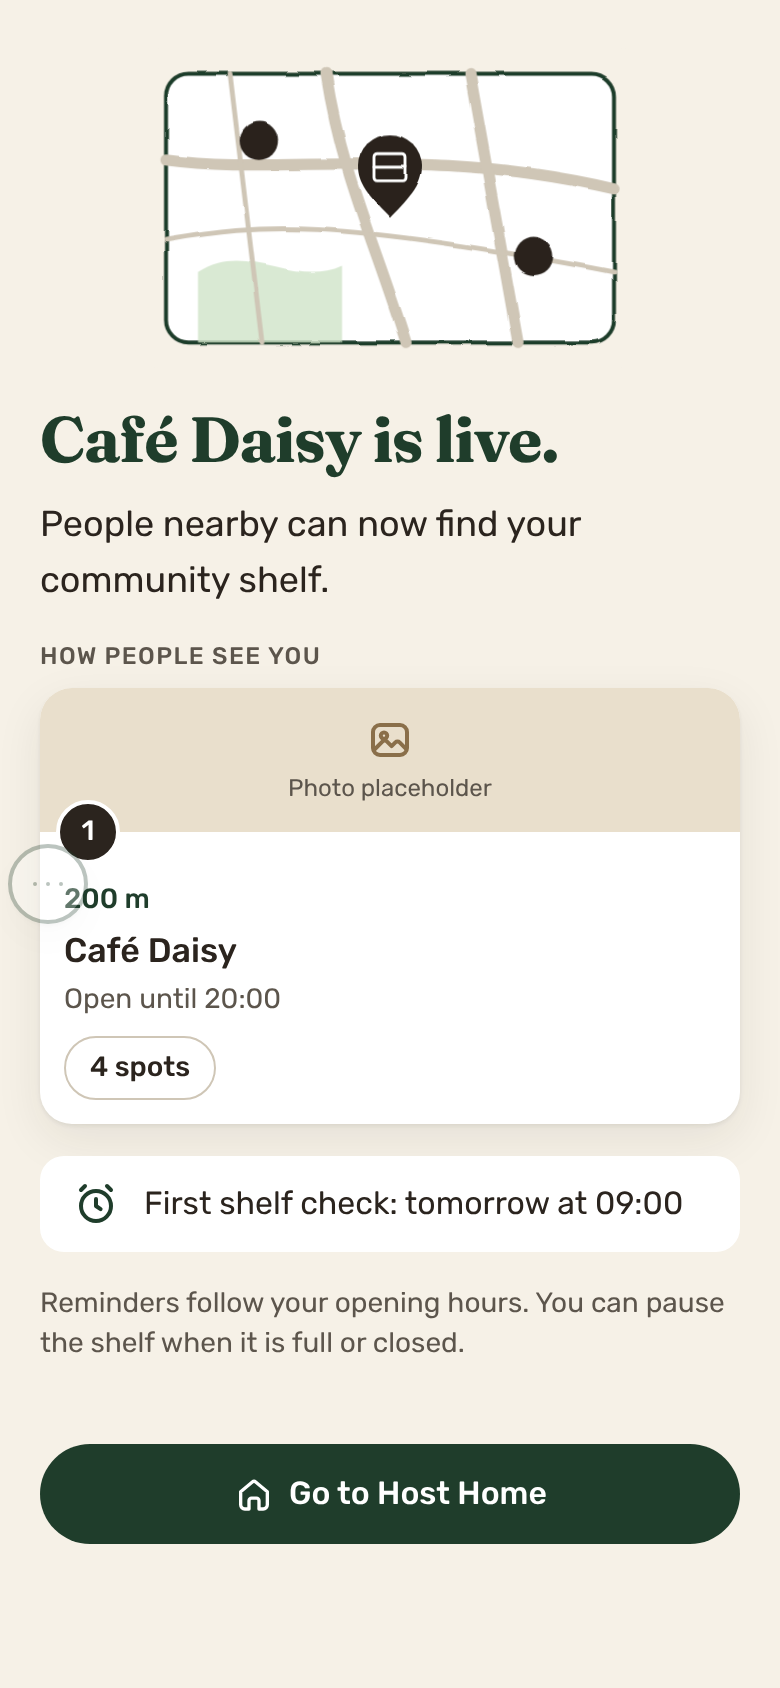 Café Daisy is live.
People nearby can now find your
community shelf.
HOW PEOPLE SEE YOU
Photo placeholder
1
200 m
Café Daisy
Open until 20:00
4 spots
First shelf check: tomorrow at 09:00
Reminders follow your opening hours. You can pause
the shelf when it is full or closed.
Go to Host Home